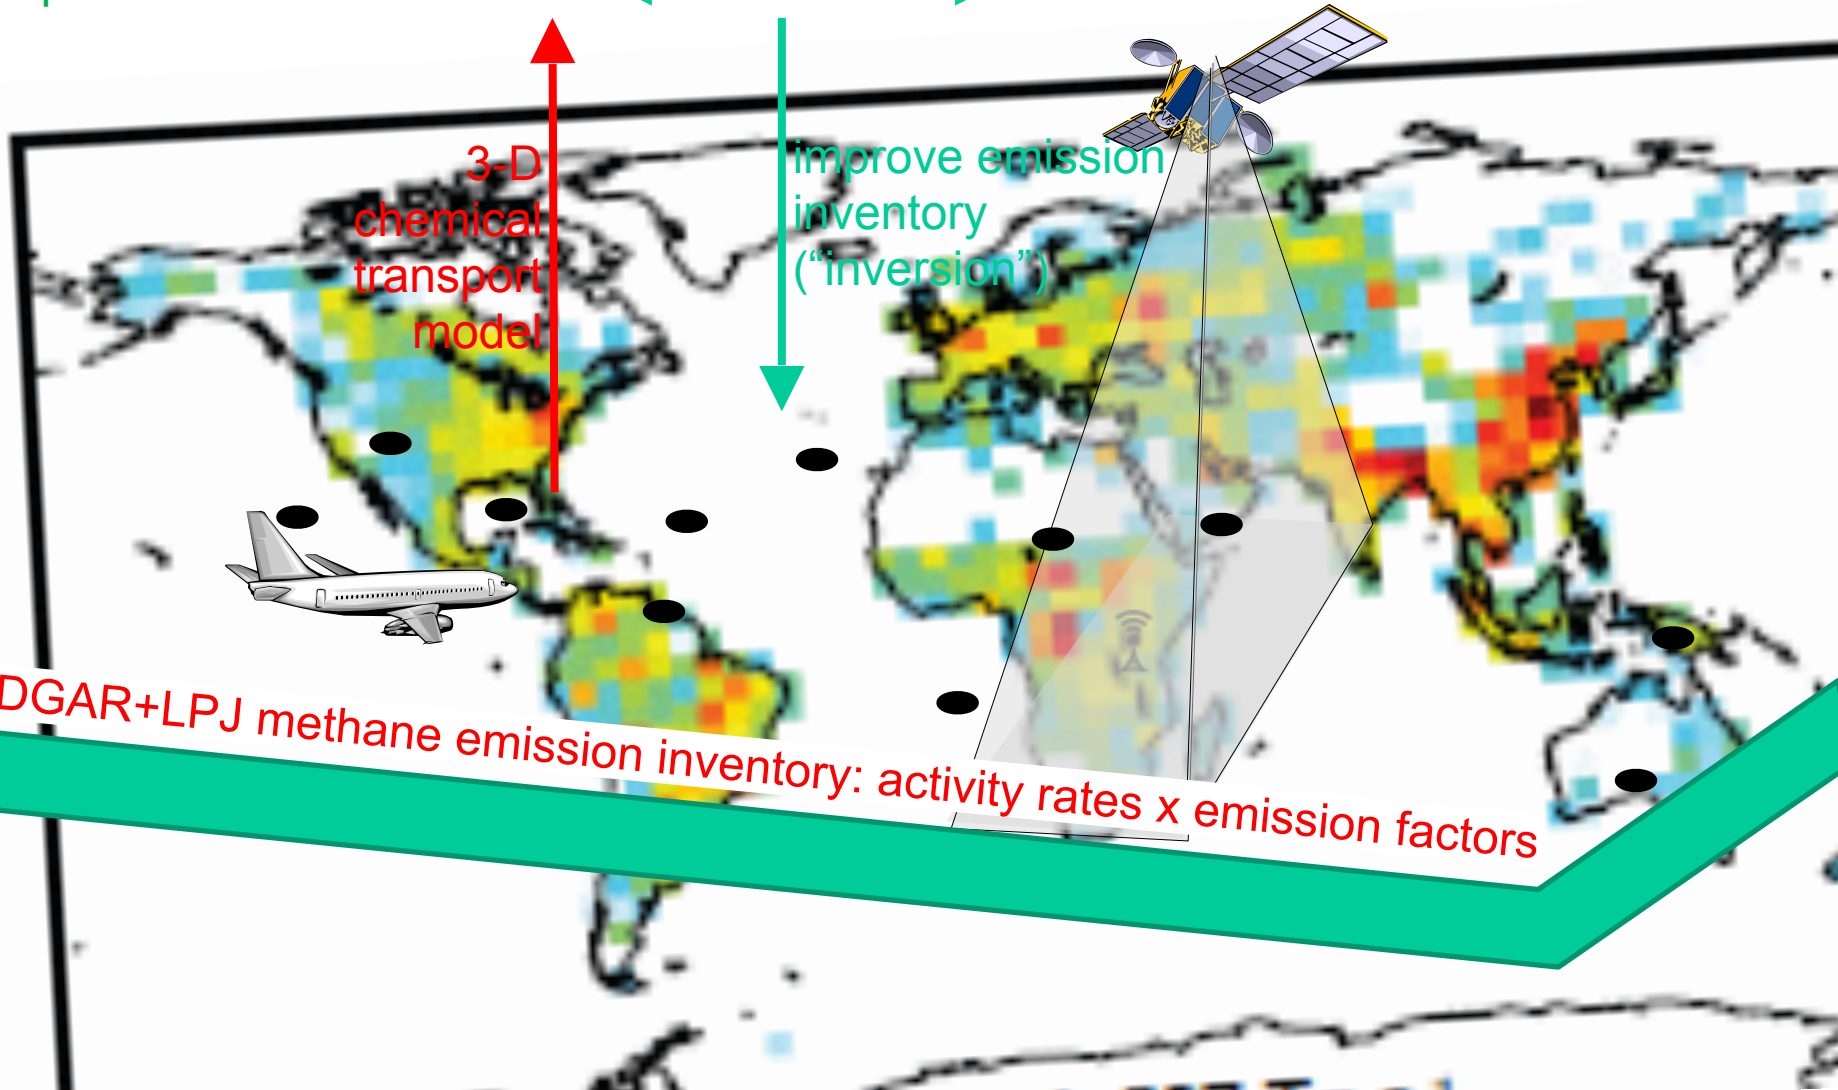 3-D
chemical
transport
model
improve emission
inventory
(“inversion”)
DGAR+LPJ methane emission inventory: activity rates x emission factors